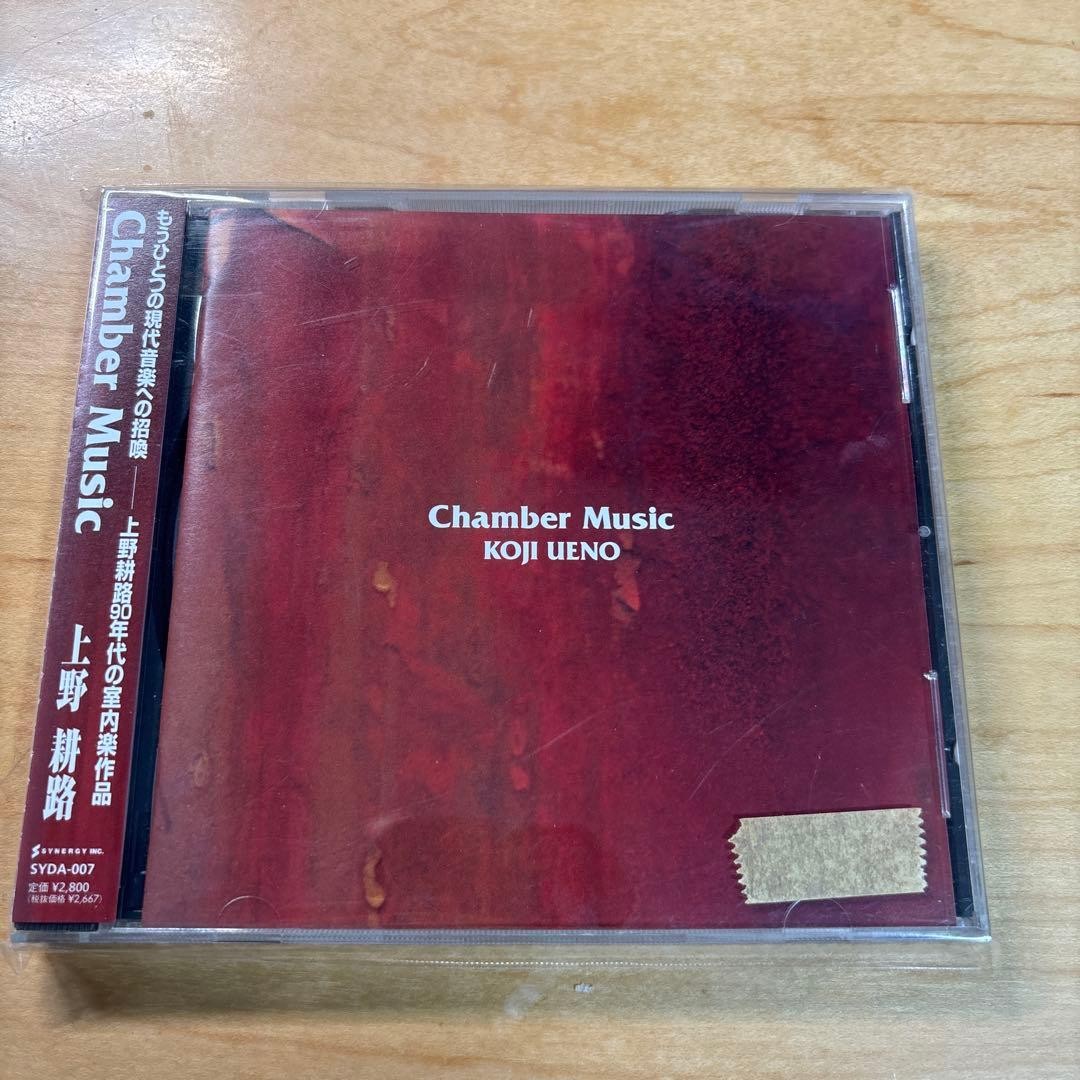 もうひとつの現代音楽への招喚――上野耕路90年代の室内楽作品
Chamber Music
上野 耕路
SYNERGY INC.
SYDA-007
定価 ¥2,800
(税抜価格 ¥2,667)
Chamber Music
KOJI UENO